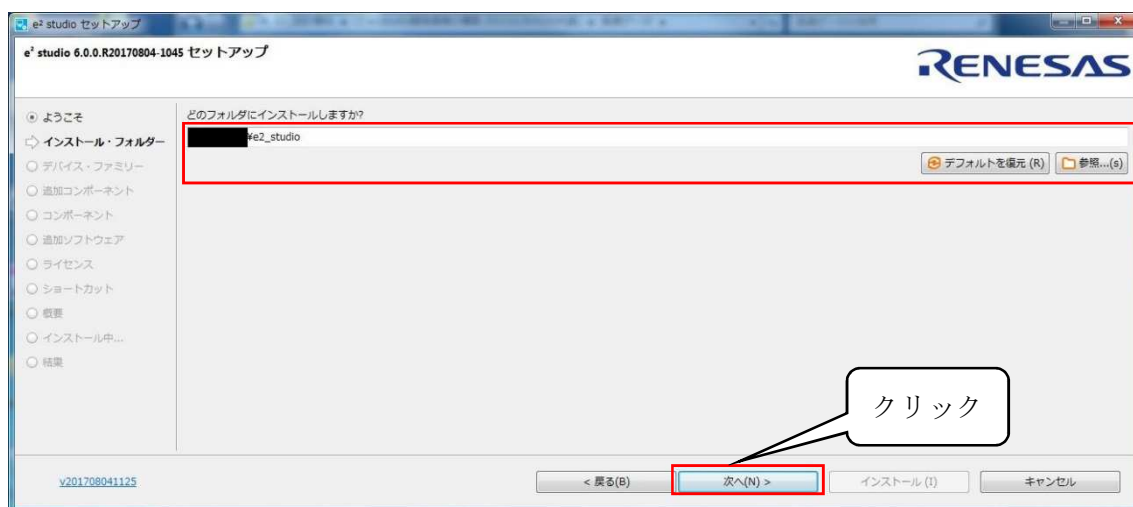 e² studio セットアップ
e² studio 6.0.0.R20170804-1045 セットアップ
RENESAS
ようこそ
インストール・フォルダー
デバイス・ファミリー
追加コンポーネント
コンポーネント
追加ソフトウェア
ライセンス
ショートカット
概要
インストール中...
結果
どのフォルダにインストールしますか?
¥e2_studio
デフォルトを復元 (R)
参照...(s)
クリック
v201708041125
< 戻る(B)
次へ(N) >
インストール (I)
キャンセル